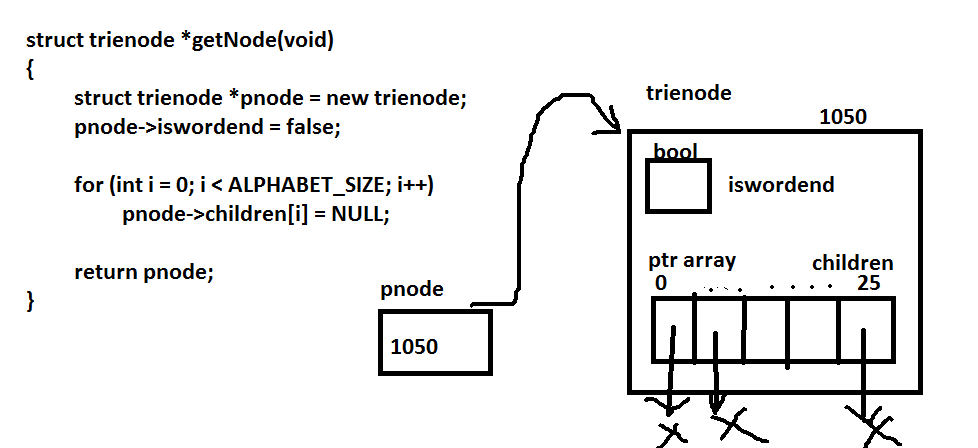 struct trienode *getNode(void)
{
struct trienode *pnode = new trienode;
pnode->iswordend = false;
for (int i = 0; i < ALPHABET_SIZE; i++)
pnode->children[i] = NULL;
return pnode;
}
pnode
1050
trienode
1050
bool
iswordend
ptr array
children
0 . . . . . . . . 25
X X X